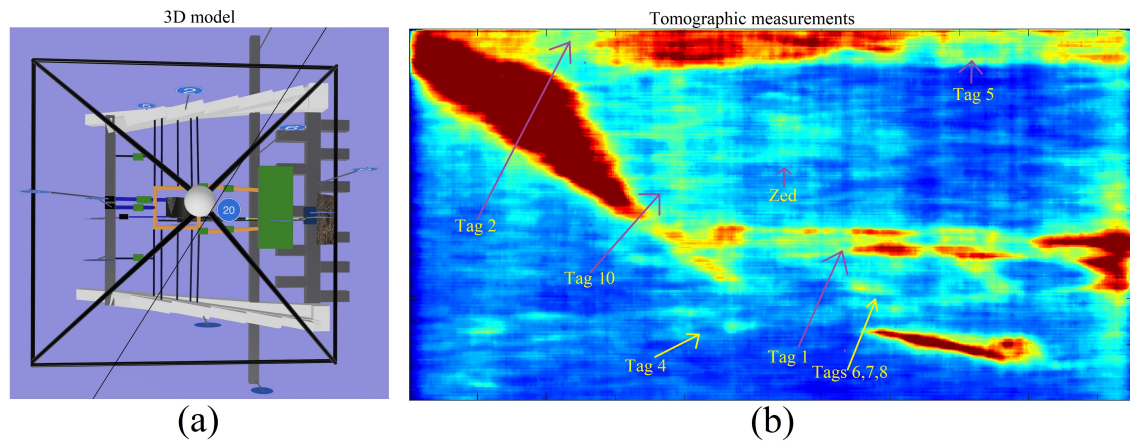 3D model
Tomographic measurements
20
Tag 5
Zed
Tag 2
Tag 10
Tag 4
Tag 1
Tags 6,7,8
(a)
(b)